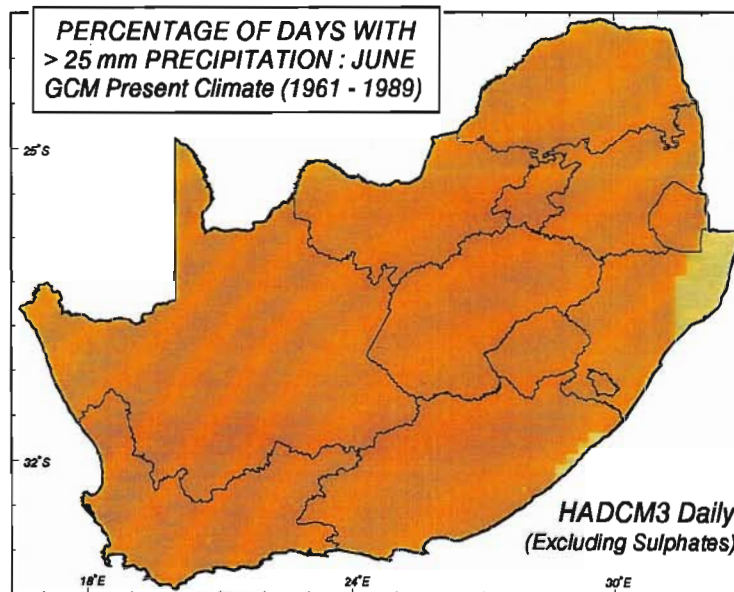 PERCENTAGE OF DAYS WITH
> 25 mm PRECIPITATION : JUNE
GCM Present Climate (1961 - 1989)
25°S
32°S
HADCM3 Daily
(Excluding Sulphates)
18°E
24°E
30°E